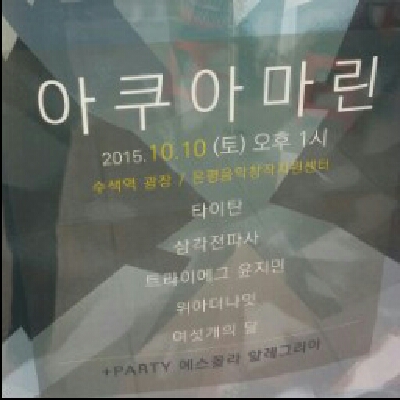 아쿠아마린
2015.10.10 (토) 오후 1시
수색역 광장 / 은평음악창작지원센터
타이탄
삼각전파사
트레이에그 윤지민
위아더나잇
여섯개의 달
+PARTY 에스꼴라 알레그리아